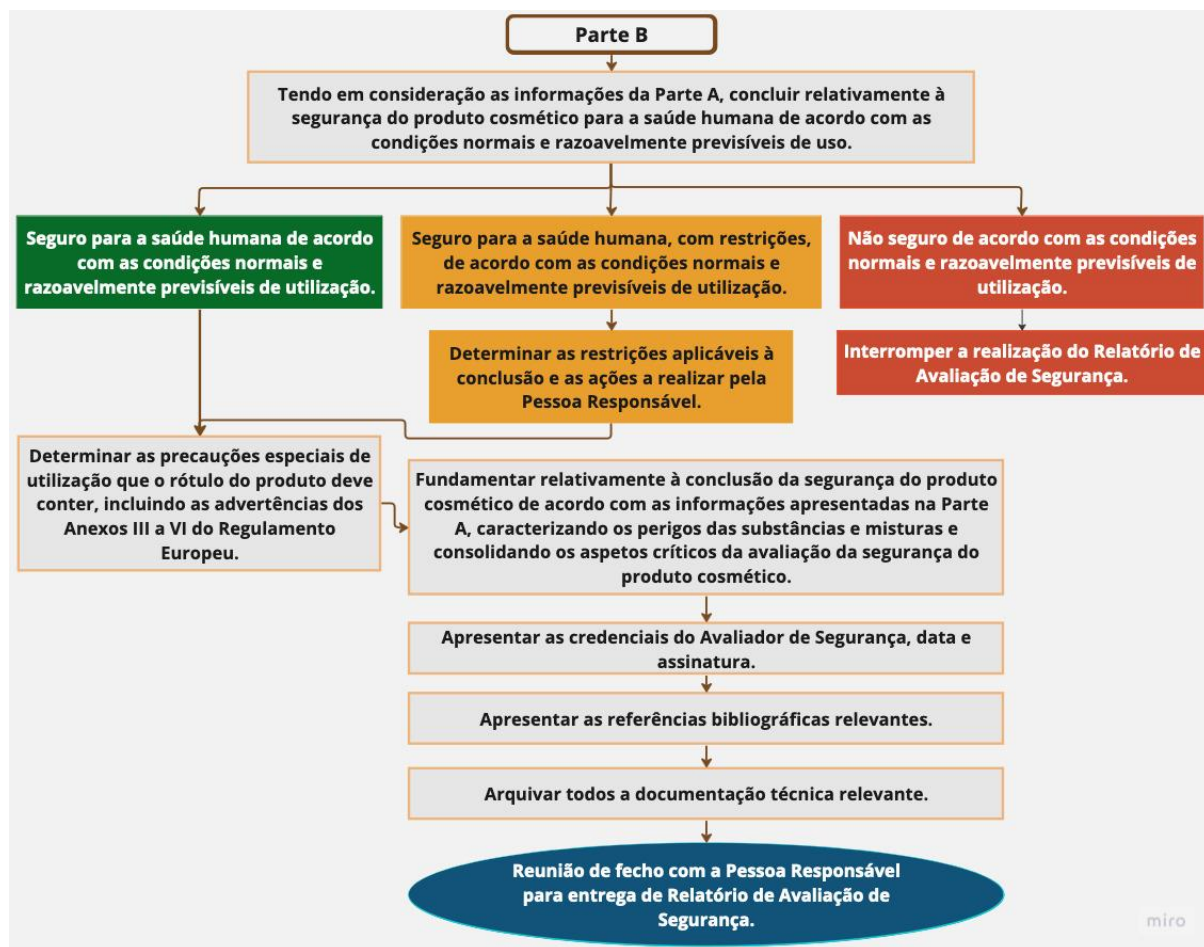 Parte B
Tendo em consideração as informações da Parte A, concluir relativamente à
segurança do produto cosmético para a saúde humana de acordo com as
condições normais e razoavelmente previsíveis de uso.
Seguro para a saúde humana de acordo
com as condições normais e
razoavelmente previsíveis de utilização.
Seguro para a saúde humana, com restrições,
de acordo com as condições normais e
razoavelmente previsíveis de utilização.
Não seguro de acordo com as condições
normais e razoavelmente previsíveis de
utilização.
Determinar as restrições aplicáveis à
conclusão e as ações a realizar pela
Pessoa Responsável.
Interromper a realização do Relatório de
Avaliação de Segurança.
Determinar as precauções especiais de
utilização que o rótulo do produto deve
conter, incluindo as advertências dos
Anexos III a VI do Regulamento
Europeu.
Fundamentar relativamente à conclusão da segurança do produto
cosmético de acordo com as informações apresentadas na Parte
A, caracterizando os perigos das substâncias e misturas e
consolidando os aspetos críticos da avaliação da segurança do
produto cosmético.
Apresentar as credenciais do Avaliador de Segurança, data e
assinatura.
Apresentar as referências bibliográficas relevantes.
Arquivar todos a documentação técnica relevante.
Reunião de fecho com a Pessoa Responsável
para entrega de Relatório de Avaliação de
Segurança.
miro